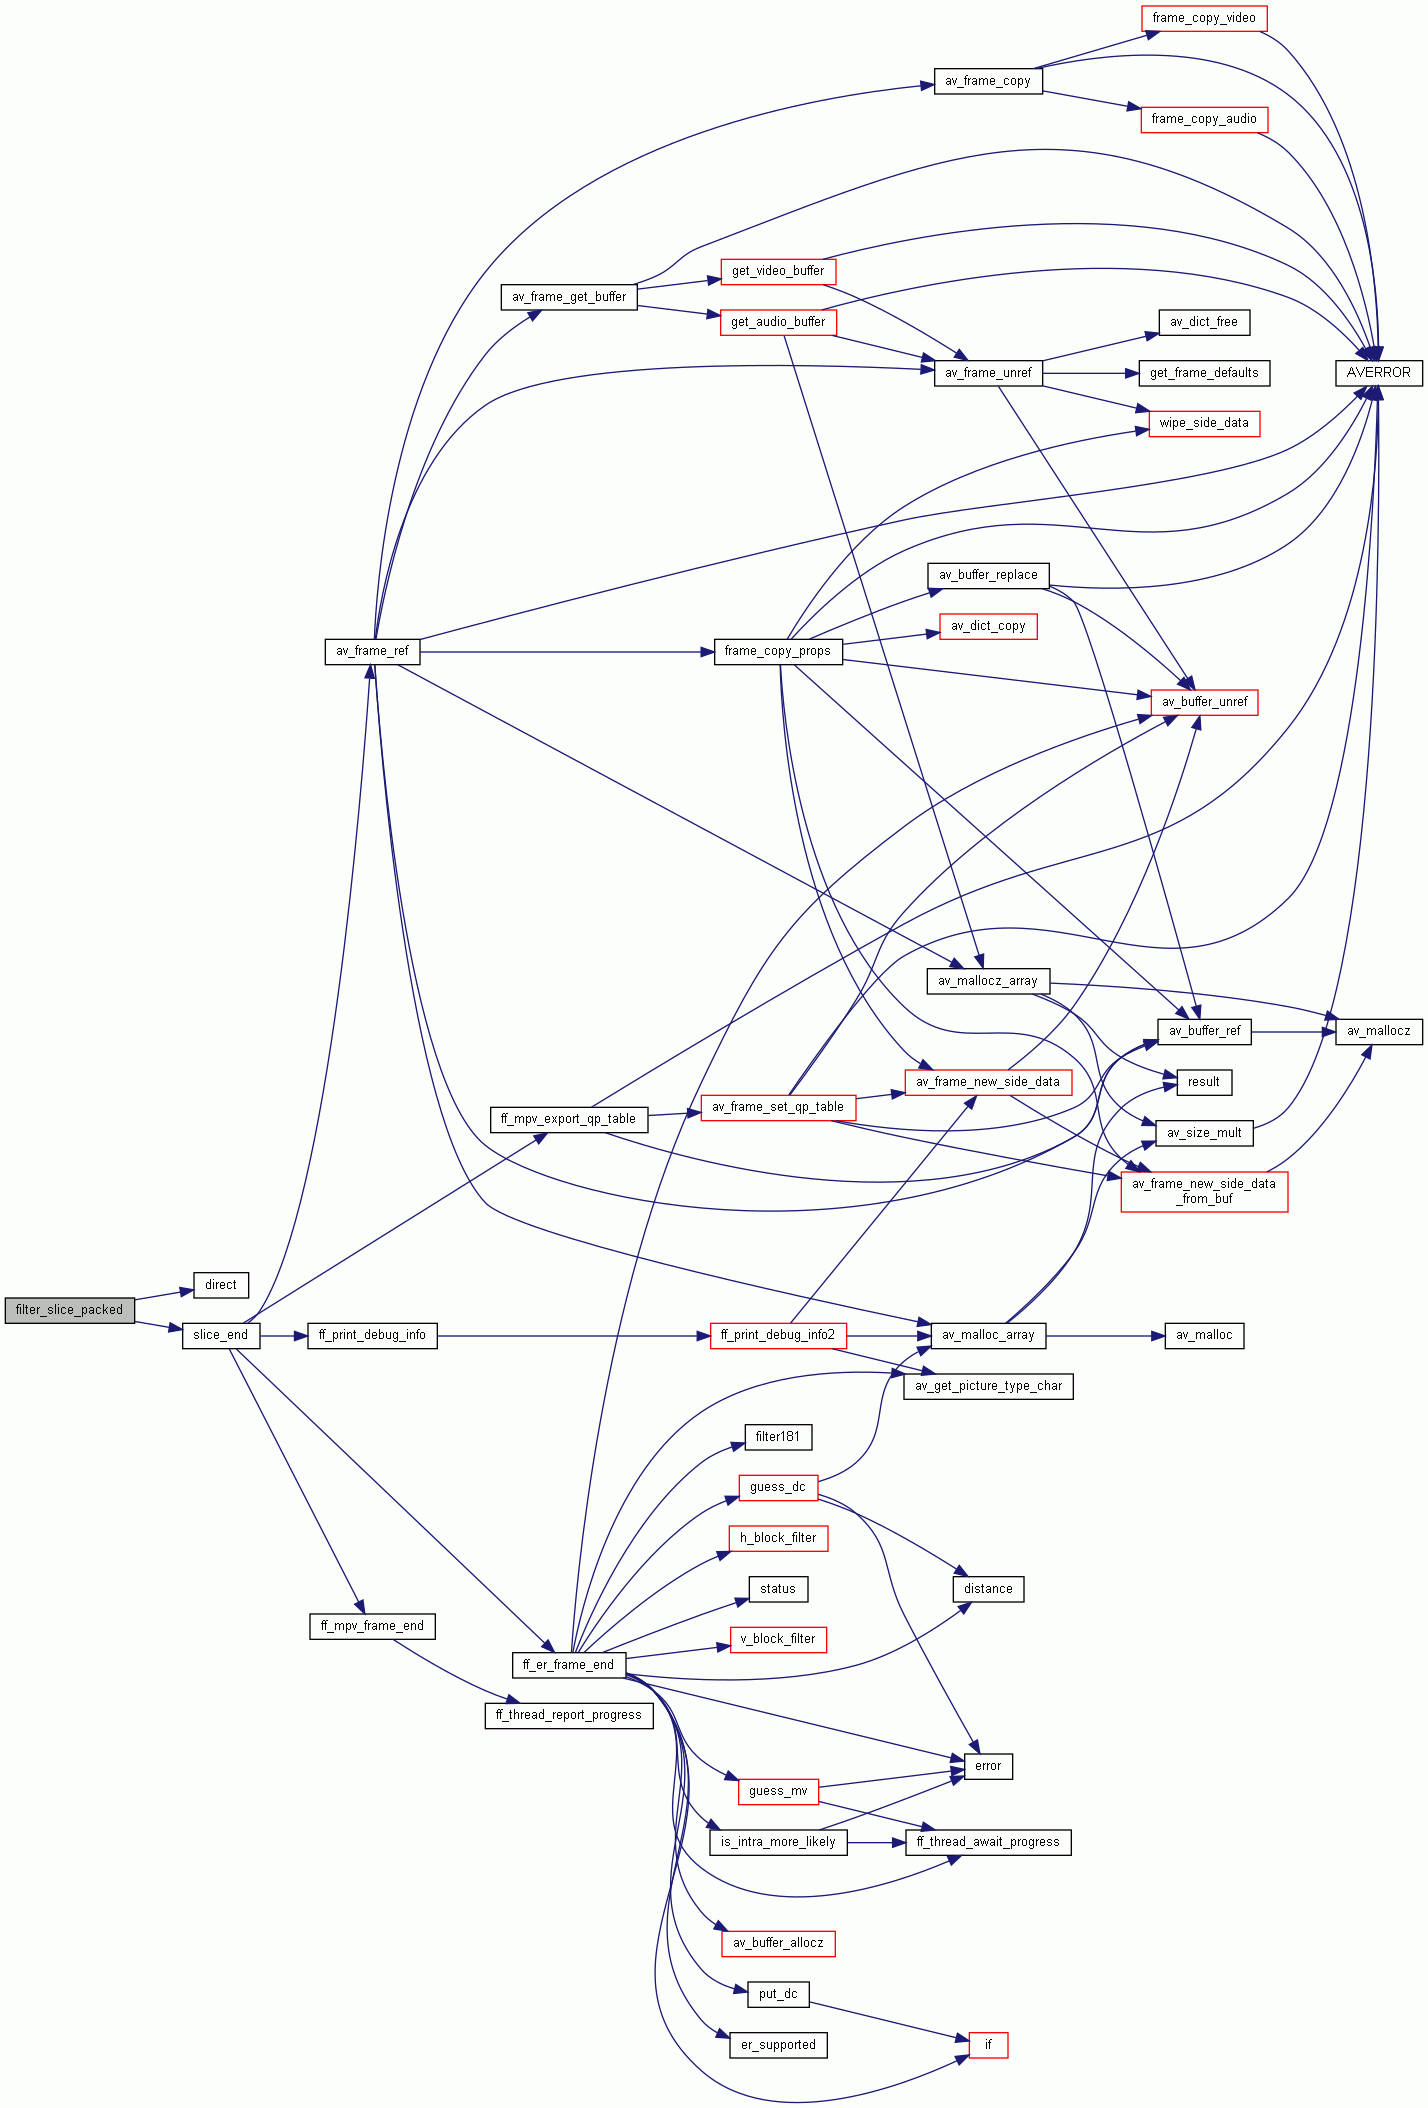 frame_copy_video
av_frame_copy
frame_copy_audio
get_video_buffer
av_frame_get_buffer
get_audio_buffer
av_dict_free
av_frame_unref
get_frame_defaults
AVERROR
wipe_side_data
av_buffer_replace
av_dict_copy
av_frame_ref
frame_copy_props
av_buffer_unref
av_mallocz_array
av_buffer_ref
av_mallocz
av_frame_new_side_data
result
av_frame_set_qp_table
ff_mpv_export_qp_table
av_size_mult
av_frame_new_side_data
_from_buf
direct
filter_slice_packed
slice_end
ff_print_debug_info
ff_print_debug_info2
av_malloc_array
av_malloc
av_get_picture_type_char
filter181
guess_dc
h_block_filter
status
distance
ff_mpv_frame_end
v_block_filter
ff_er_frame_end
ff_thread_report_progress
error
guess_mv
is_intra_more_likely
ff_thread_await_progress
av_buffer_allocz
put_dc
er_supported
if